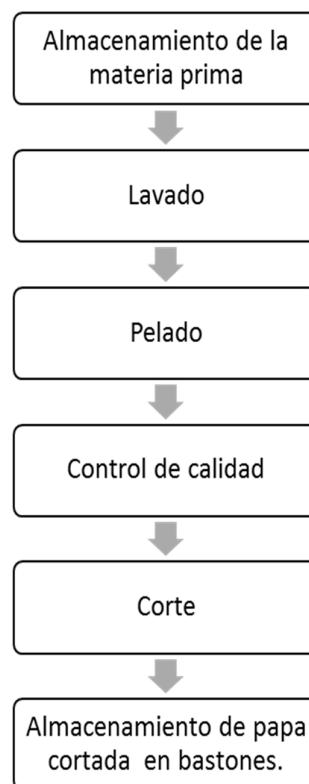 Almacenamiento de la
materia prima
Lavado
Pelado
Control de calidad
Corte
Almacenamiento de papa
cortada en bastones.